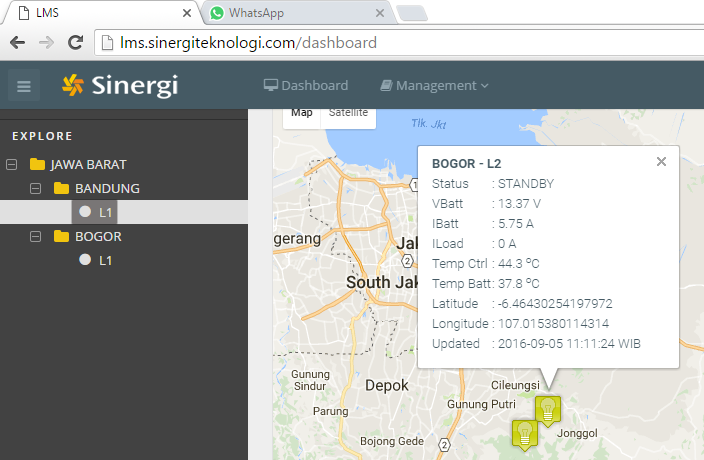 LMS
WhatsApp
lms.sinergiteknologi.com/dashboard
Sinergi
Dashboard
Management
EXPLORE
JAWA BARAT
BANDUNG
L1
BOGOR
L1
Map
Satellite
Tlk. Jkt
BOGOR - L2
Status : STANDBY
VBatt : 13.37 V
IBatt : 5.75 A
ILoad : 0 A
Temp Ctrl : 44.3 °C
Temp Batt : 37.8 °C
Latitude : -6.46430254197972
Longitude : 107.015380114314
Updated : 2016-09-05 11:11:24 WIB
1
gerang
Jak
2
South Jak
Gunung
Sindur
Depok
Cileungsi
Parung
Gunung Putri
Bojong Gede
2
Jonggol